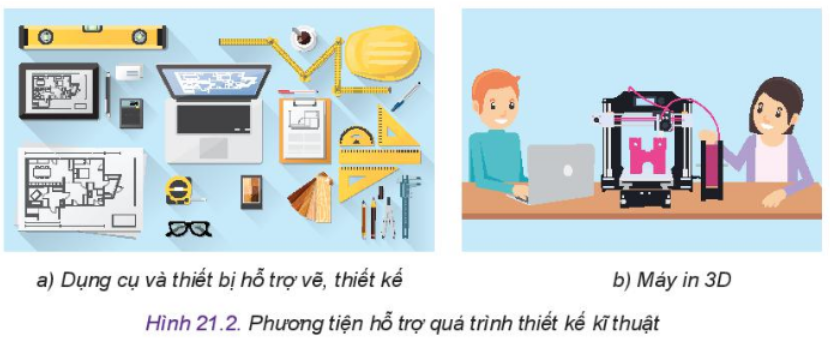 a) Dụng cụ và thiết bị hỗ trợ vẽ, thiết kế
b) Máy in 3D
Hình 21.2. Phương tiện hỗ trợ quá trình thiết kế kĩ thuật